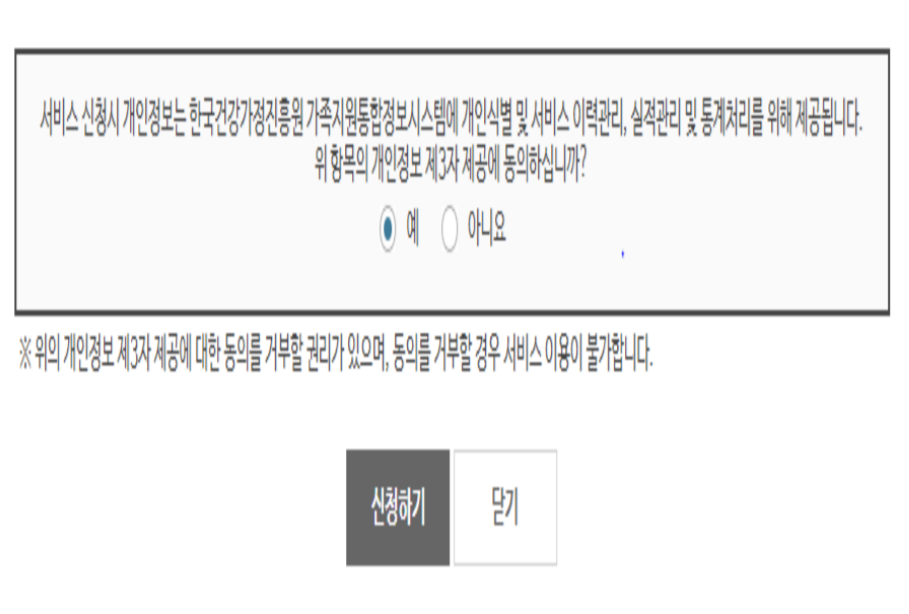 서비스 신청시 개인정보는 한국건강가정진흥원 가족지원통합정보시스템에 개인식별 및 서비스 이력관리, 실적관리 및 통계처리를 위해 제공됩니다.
위 항목의 개인정보 제3자 제공에 동의하십니까?
예 아니요
※ 위의 개인정보 제3자 제공에 대한 동의를 거부할 권리가 있으며, 동의를 거부할 경우 서비스 이용이 불가합니다.
신청하기 닫기